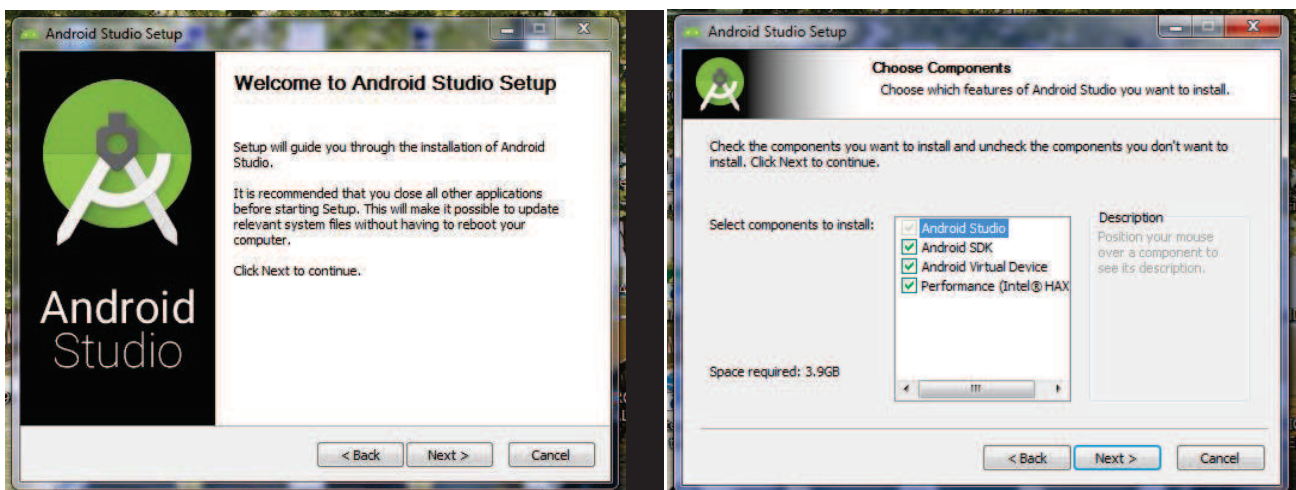 Android Studio Setup
Welcome to Android Studio Setup
Setup will guide you through the installation of Android
Studio.
It is recommended that you close all other applications
before starting Setup. This will make it possible to update
relevant system files without having to reboot your
computer.
Click Next to continue.
Android
Studio
< Back
Next >
Cancel
Android Studio Setup
Choose Components
Choose which features of Android Studio you want to install.
Check the components you want to install and uncheck the components you don't want to
install. Click Next to continue.
Select components to install:
Android Studio
Android SDK
Android Virtual Device
Performance (Intel® HAX
Description
Position your mouse
over a component to
see its description.
Space required: 3.9GB
< Back
Next >
Cancel